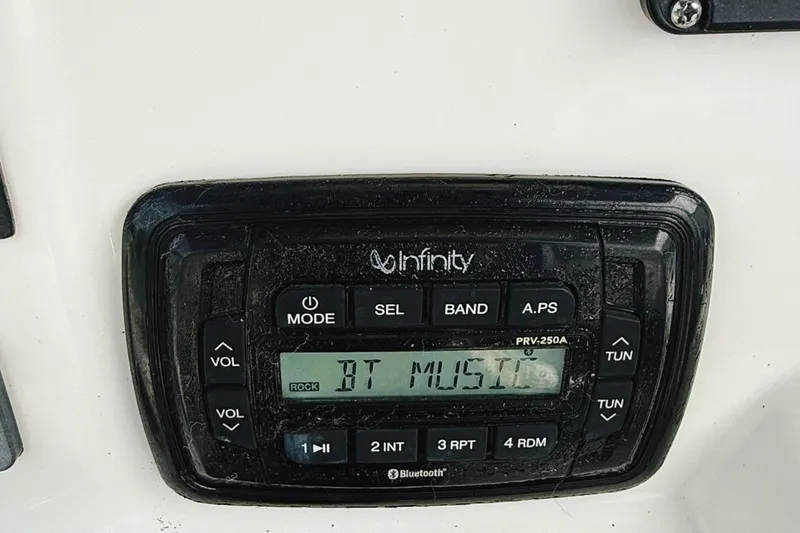 Infinity
MODE SEL BAND A.PS
PRV-250A
VOL TUN
ROCK BT MUSIC
VOL TUN
1 2 INT 3 RPT 4 RDM
Bluetooth®